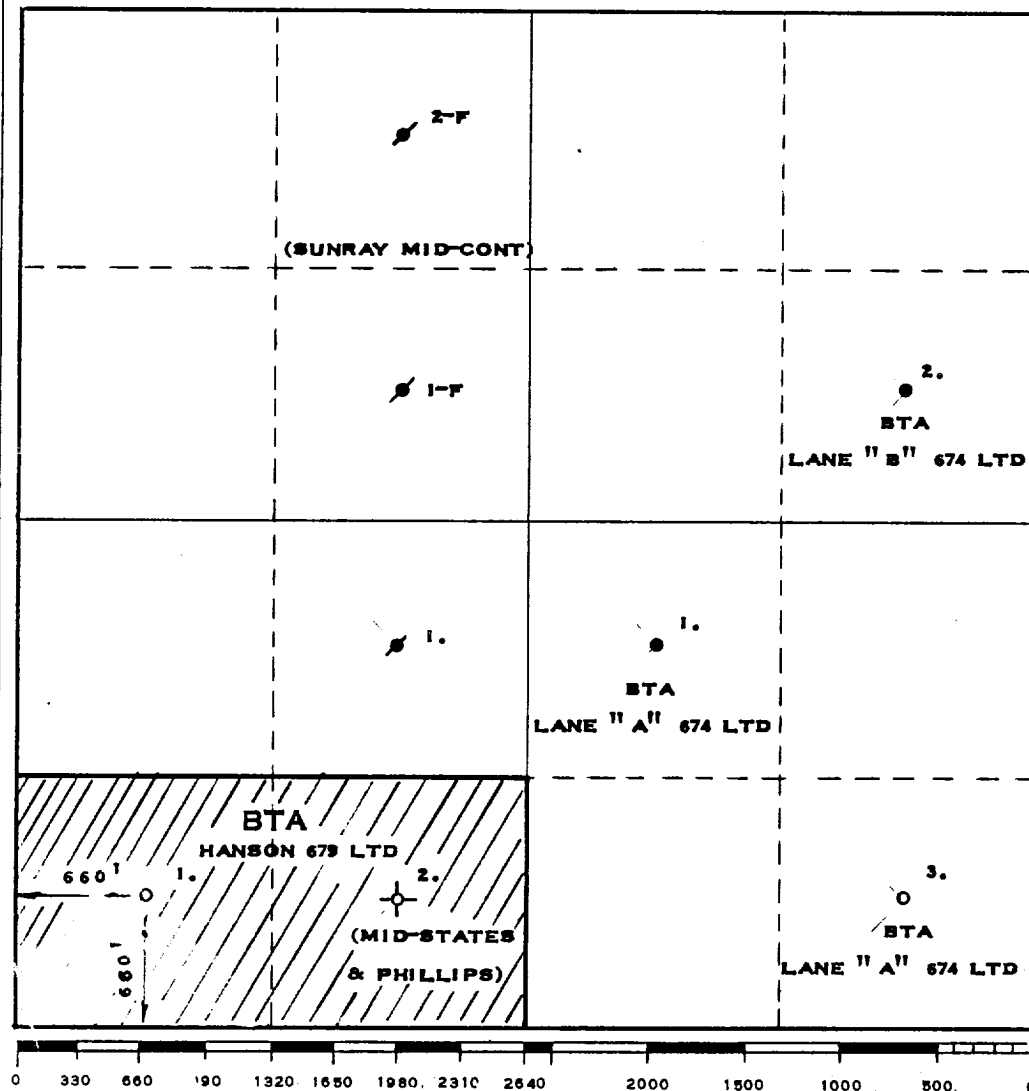 2-F
(SUNRAY MID-CONT)
1-F
2.
BTA
LANE "B" 674 LTD
1.
1.
BTA
LANE "A" 674 LTD
BTA
HANSON 679 LTD
660'
1.
2.
3.
(MID-STATES
& PHILLIPS)
BTA
LANE "A" 674 LTD
660'
0 330 660 '90 1320 1650 1980. 2310 2640 2000 1500 1000 500.